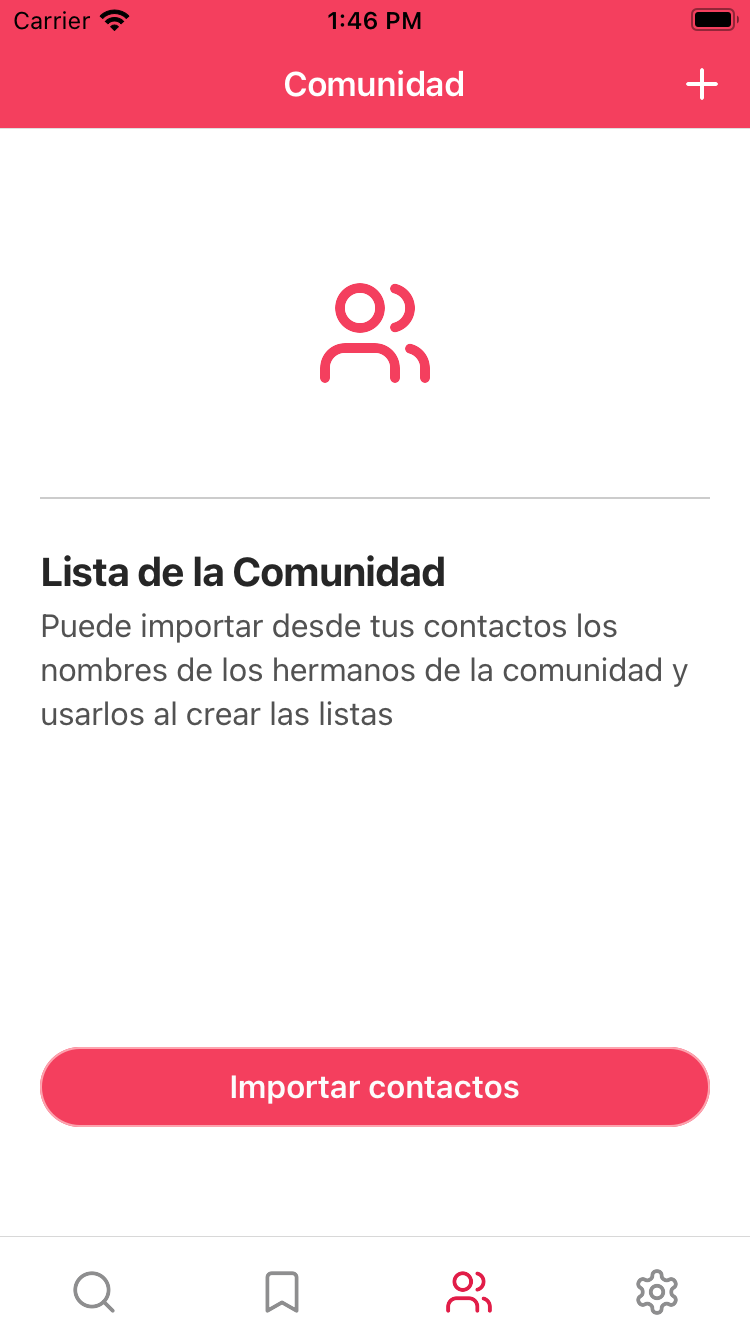 Carrier 1:46 PM
Comunidad
Lista de la Comunidad
Puede importar desde tus contactos los
nombres de los hermanos de la comunidad y
usarlos al crear las listas
Importar contactos